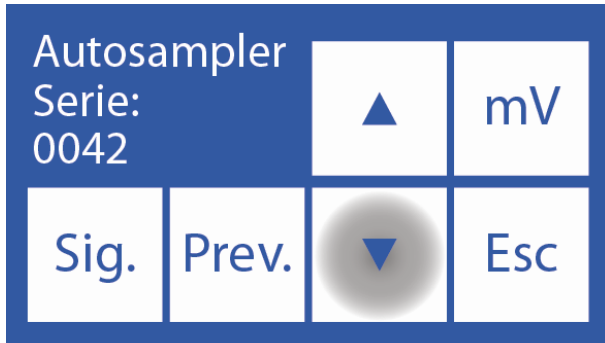 Autosampler
Serie:
0042
▲ mV
Sig. Prev. ▼ Esc